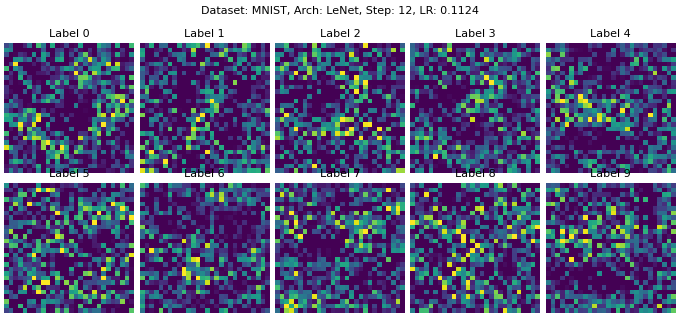 Dataset: MNIST, Arch: LeNet, Step: 12, LR: 0.1124
Label 0 Label 1 Label 2 Label 3 Label 4
Label 5 Label 6 Label 7 Label 8 Label 9